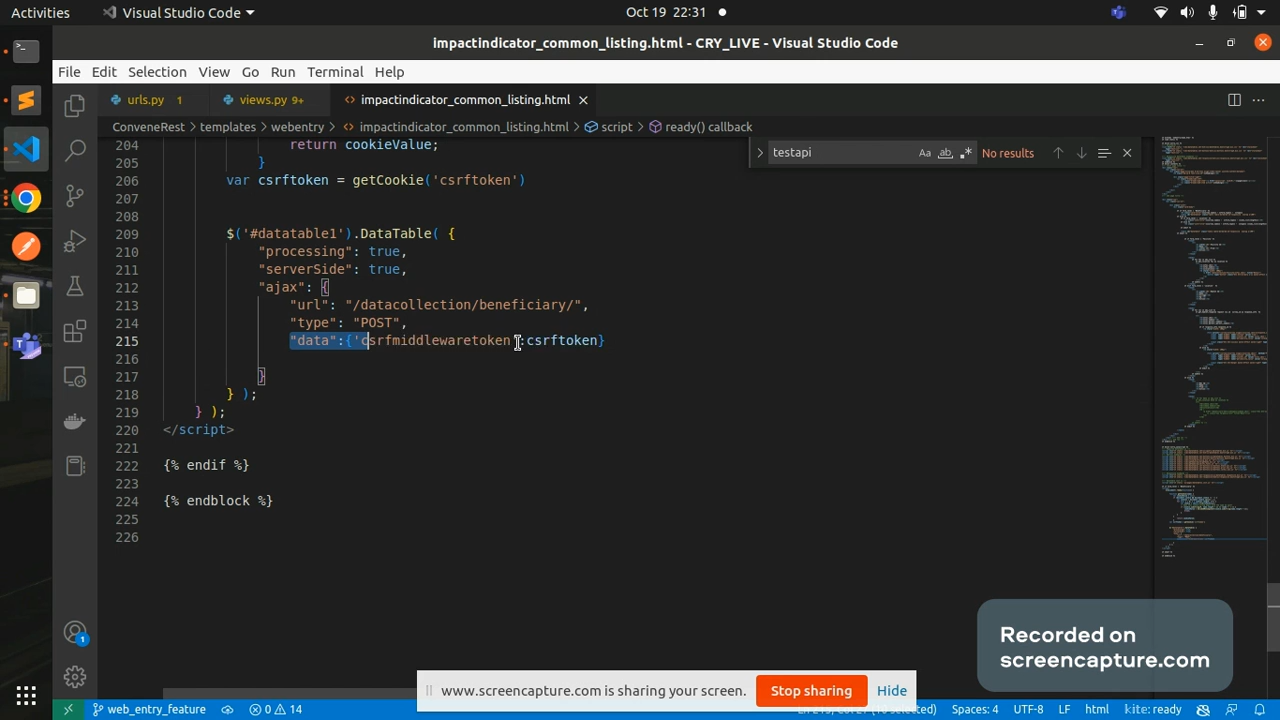 Activities
Visual Studio Code
Oct 19 22:31
impactindicator_common_listing.html - CRY_LIVE - Visual Studio Code
File Edit Selection View Go Run Terminal Help
urls.py 1
views.py 9+
impactindicator_common_listing.html
ConveneRest > templates > webentry > impactindicator_common_listing.html > script > ready() callback
testapi
Aa ab .*
No results
204 return cookieValue;
205 }
206 var csrftoken = getCookie('csrftoken')
207
208
209 $('#datatable1').DataTable( {
210 "processing": true,
211 "serverSide": true,
212 "ajax": {
213 "url": "/datacollection/beneficiary/",
214 "type": "POST",
215 "data":{'csrfmiddlewaretoken':csrftoken}
216
217 }
218 } );
219 } );
220 </script>
221
222 {% endif %}
223
224 {% endblock %}
225
226
Recorded on
screencapture.com
www.screencapture.com is sharing your screen.
Stop sharing
Hide
1
web_entry_feature
0 14
Spaces: 4
UTF-8
LF
html
kite: ready